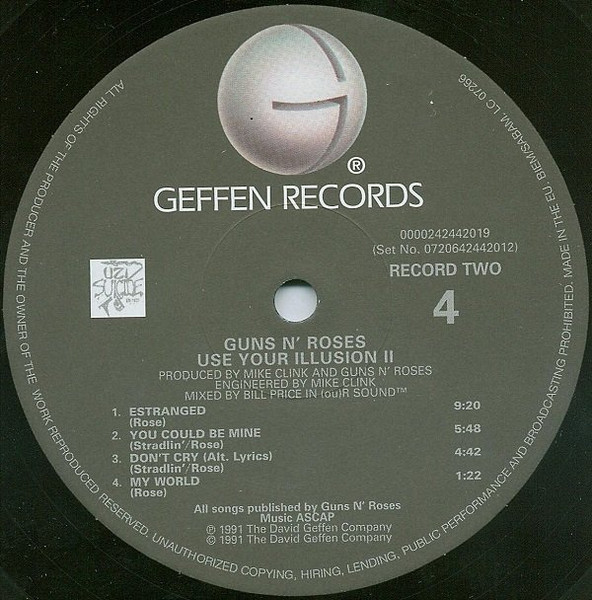 ®
GEFFEN RECORDS
0000242442019
(Set No. 0720642442012)
RECORD TWO
4
UZI
SUICIDE
GUNS N' ROSES
USE YOUR ILLUSION II
PRODUCED BY MIKE CLINK AND GUNS N' ROSES
ENGINEERED BY MIKE CLINK
MIXED BY BILL PRICE IN (ou)R SOUND™
1. ESTRANGED 9:20
(Rose)
2. YOU COULD BE MINE 5:48
(Stradlin'/Rose)
3. DON'T CRY (Alt. Lyrics) 4:42
(Stradlin'/Rose)
4. MY WORLD 1:22
(Rose)
All songs published by Guns N' Roses
Music ASCAP
℗ 1991 The David Geffen Company
© 1991 The David Geffen Company
ALL RIGHTS OF THE PRODUCER AND THE OWNER OF THE WORK REPRODUCED RESERVED. UNAUTHORIZED COPYING, HIRING, LENDING, PUBLIC PERFORMANCE AND BROADCASTING PROHIBITED. MADE IN THE EU. BIEM/SABAM. LC 07266